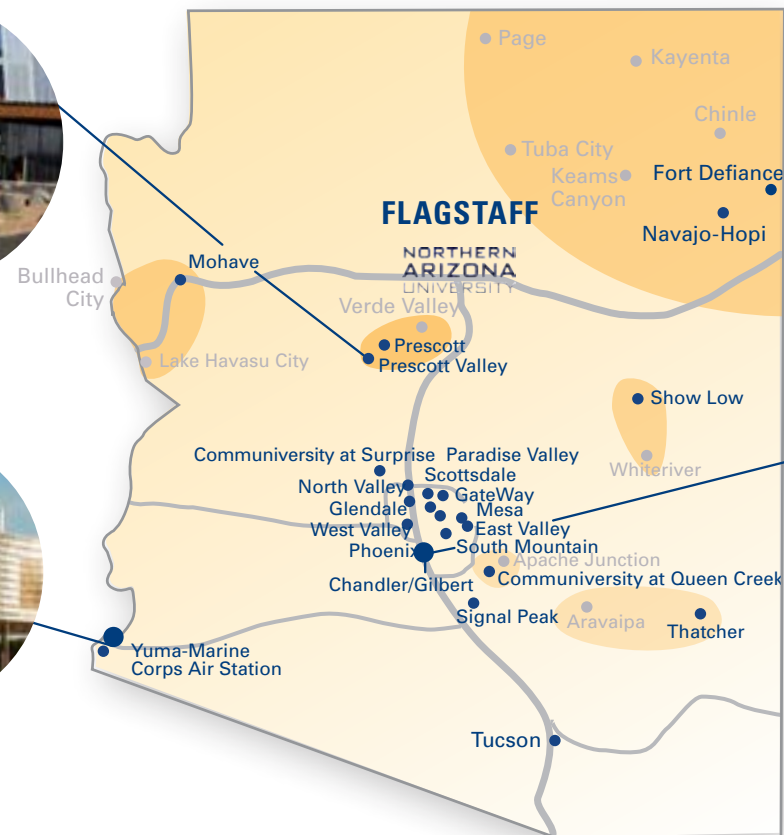 Page
Kayenta
Chinle
Tuba City
Keams
Canyon
Fort Defiance
FLAGSTAFF
Navajo-Hopi
NORTHERN
ARIZONA
UNIVERSITY
Mohave
Bullhead
City
Verde Valley
Prescott
Prescott Valley
Lake Havasu City
Show Low
Whiteriver
Communiversity at Surprise
Paradise Valley
Scottsdale
North Valley
GateWay
Glendale
Mesa
West Valley
East Valley
Phoenix
South Mountain
Apache Junction
Chandler/Gilbert
Communiversity at Queen Creek
Signal Peak
Aravaipa
Thatcher
Yuma-Marine
Corps Air Station
Tucson